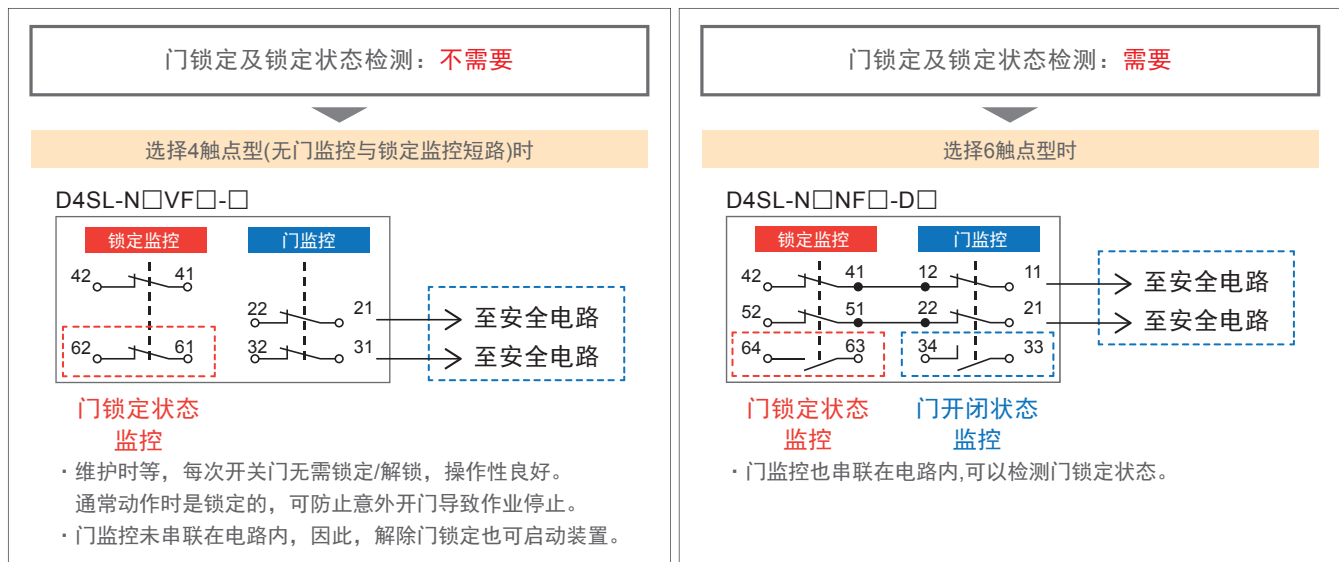 门锁定及锁定状态检测：不需要
选择4触点型(无门监控与锁定监控短路)时
D4SL-N□VF□-□
锁定监控
门监控
42
41
22
21
至安全电路
62
61
32
31
至安全电路
门锁定状态
监控
·维护时等，每次开关门无需锁定/解锁，操作性良好。
通常动作时是锁定的，可防止意外开门导致作业停止。
·门监控未串联在电路内，因此，解除门锁定也可启动装置。
门锁定及锁定状态检测：需要
选择6触点型时
D4SL-N□NF□-D□
锁定监控
门监控
42
41
12
11
至安全电路
52
51
22
21
至安全电路
64
63
34
33
门锁定状态
监控
门开闭状态
监控
·门监控也串联在电路内,可以检测门锁定状态。